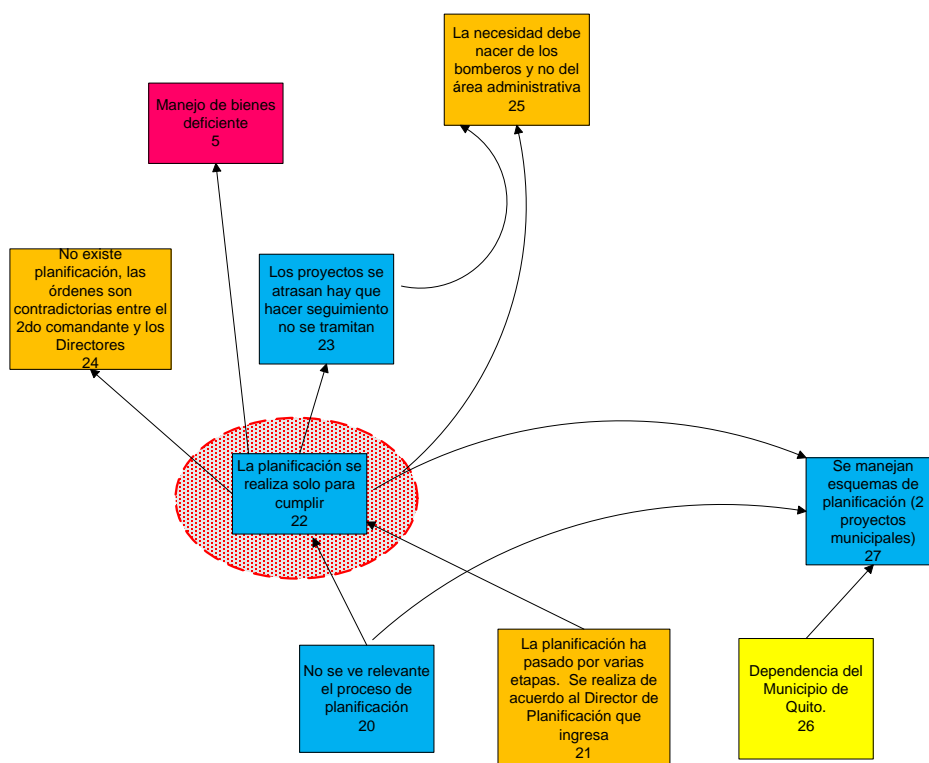 La necesidad debe
nacer de los
bomberos y no del
área administrativa
25
Manejo de bienes
deficiente
5
No existe
planificación, las
órdenes son
contradictorias entre el
2do comandante y los
Directores
24
Los proyectos se
atrasan hay que
hacer seguimiento
no se tramitan
23
La planificación se
realiza solo para
cumplir
22
Se manejan
esquemas de
planificación (2
proyectos
municipales)
27
No se ve relevante
el proceso de
planificación
20
La planificación ha
pasado por varias
etapas. Se realiza de
acuerdo al Director de
Planificación que
ingresa
21
Dependencia del
Municipio de
Quito.
26